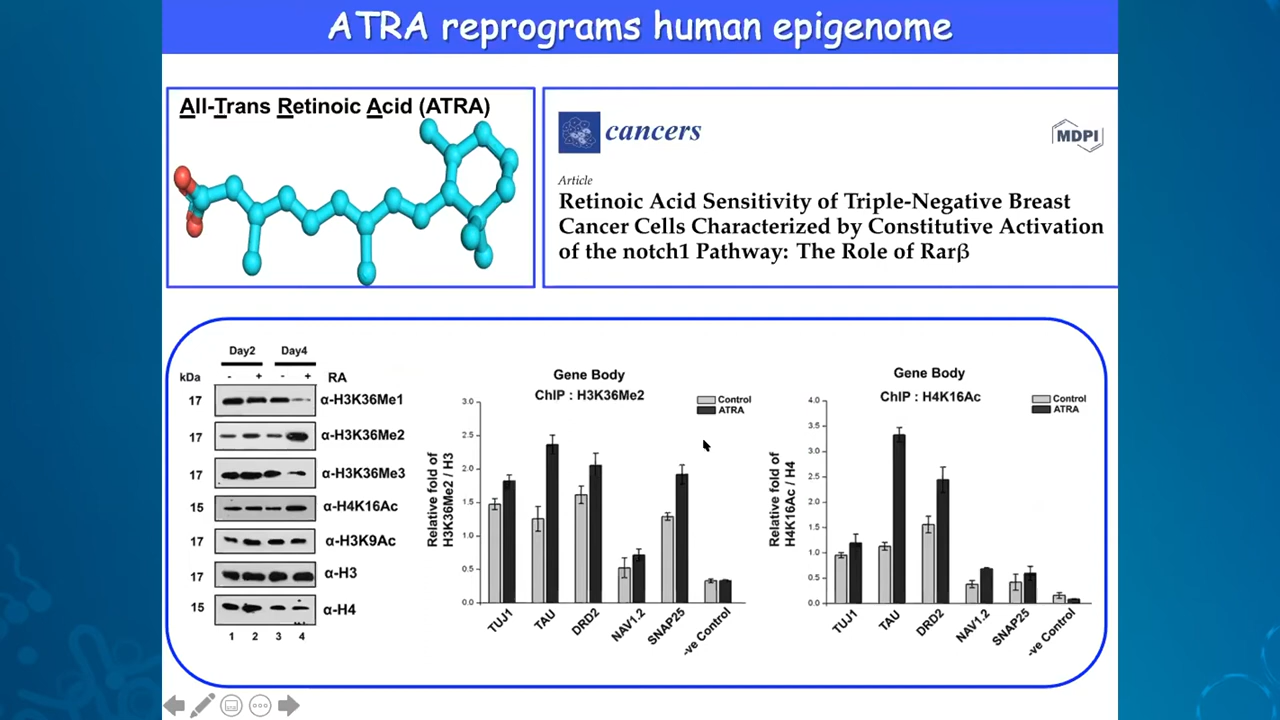 ATRA reprograms human epigenome
All-Trans Retinoic Acid (ATRA)
cancers
MDPI
Article
Retinoic Acid Sensitivity of Triple-Negative Breast
Cancer Cells Characterized by Constitutive Activation
of the notch1 Pathway: The Role of Rarβ
Day2 Day4
kDa - + - + RA
17 α-H3K36Me1
17 α-H3K36Me2
17 α-H3K36Me3
15 α-H4K16Ac
17 α-H3K9Ac
17 α-H3
15 α-H4
1 2 3 4
Gene Body
ChIP : H3K36Me2
Control
ATRA
Relative fold of
H3K36Me2 / H3
3.0
2.5
2.0
1.5
1.0
0.5
0.0
TUJ1 TAU DRD2 NAV1.2 SNAP25 -ve Control
Gene Body
ChIP : H4K16Ac
Control
ATRA
Relative fold of
H4K16Ac / H4
4.0
3.5
3.0
2.5
2.0
1.5
1.0
0.5
0.0
TUJ1 TAU DRD2 NAV1.2 SNAP25 -ve Control